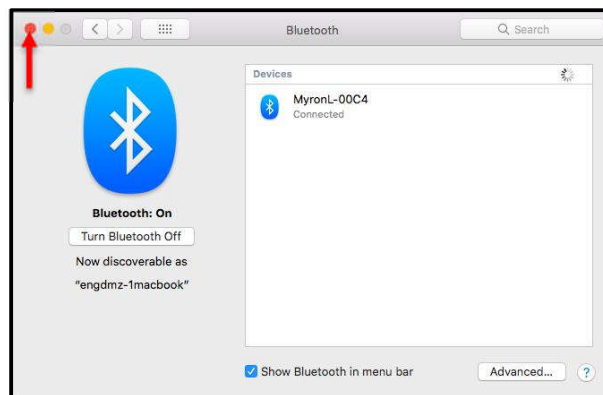 Bluetooth
Search
Devices
MyronL-00C4
Connected
Bluetooth: On
Turn Bluetooth Off
Now discoverable as
“engdmz-1macbook”
Show Bluetooth in menu bar
Advanced...
?